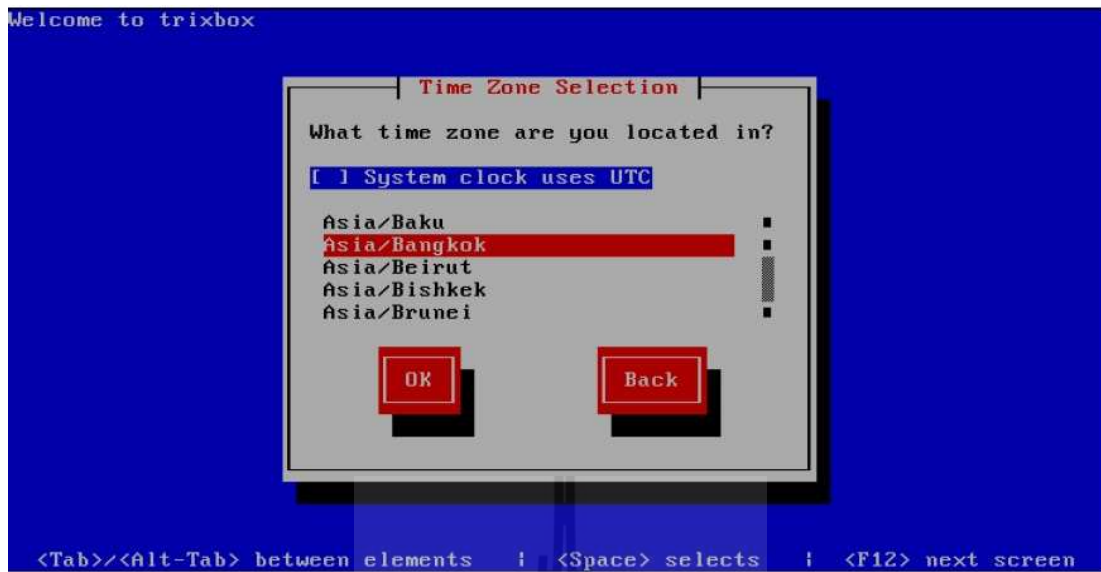 Welcome to trixbox
Time Zone Selection
What time zone are you located in?
[ ] System clock uses UTC
Asia/Baku
Asia/Bangkok
Asia/Beirut
Asia/Bishkek
Asia/Brunei
OK Back
<Tab>/<Alt-Tab> between elements | <Space> selects | <F12> next screen